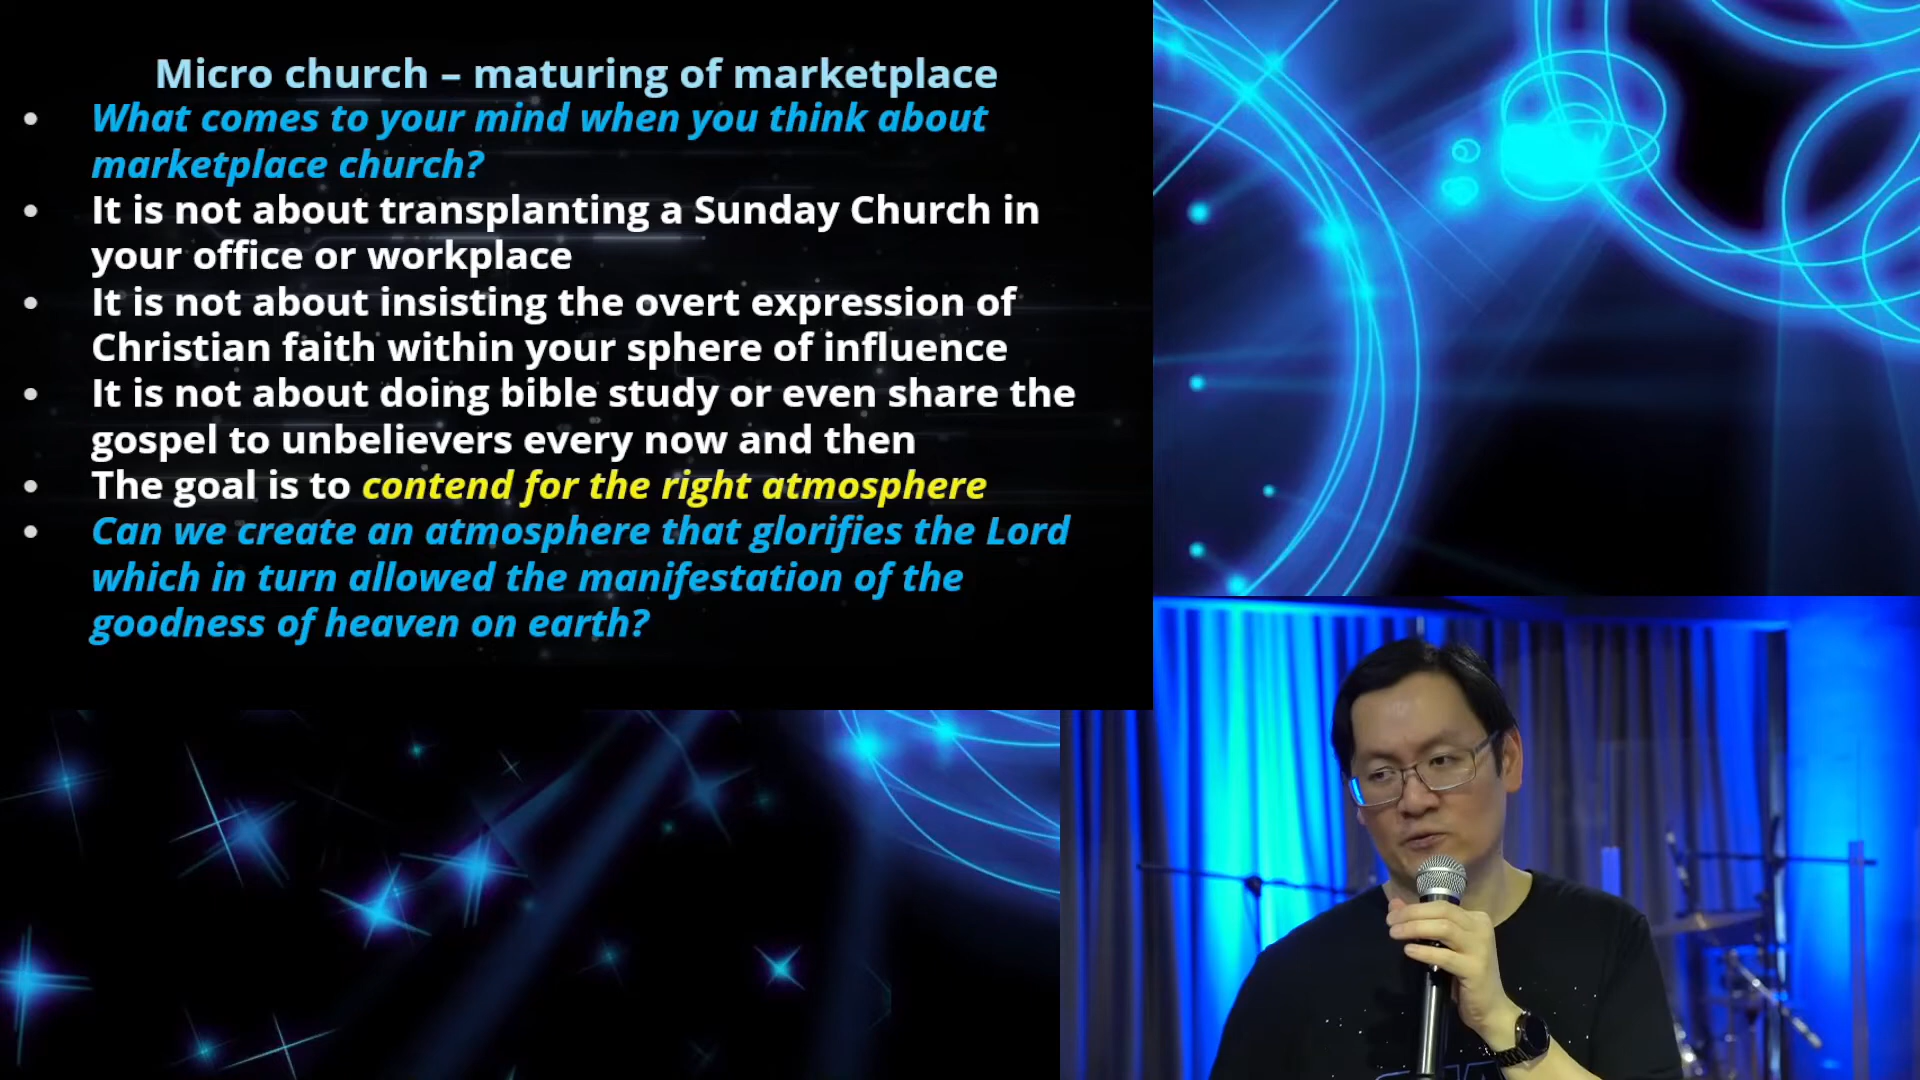 Micro church – maturing of marketplace
• What comes to your mind when you think about
marketplace church?
• It is not about transplanting a Sunday Church in
your office or workplace
• It is not about insisting the overt expression of
Christian faith within your sphere of influence
• It is not about doing bible study or even share the
gospel to unbelievers every now and then
• The goal is to contend for the right atmosphere
• Can we create an atmosphere that glorifies the Lord
which in turn allowed the manifestation of the
goodness of heaven on earth?